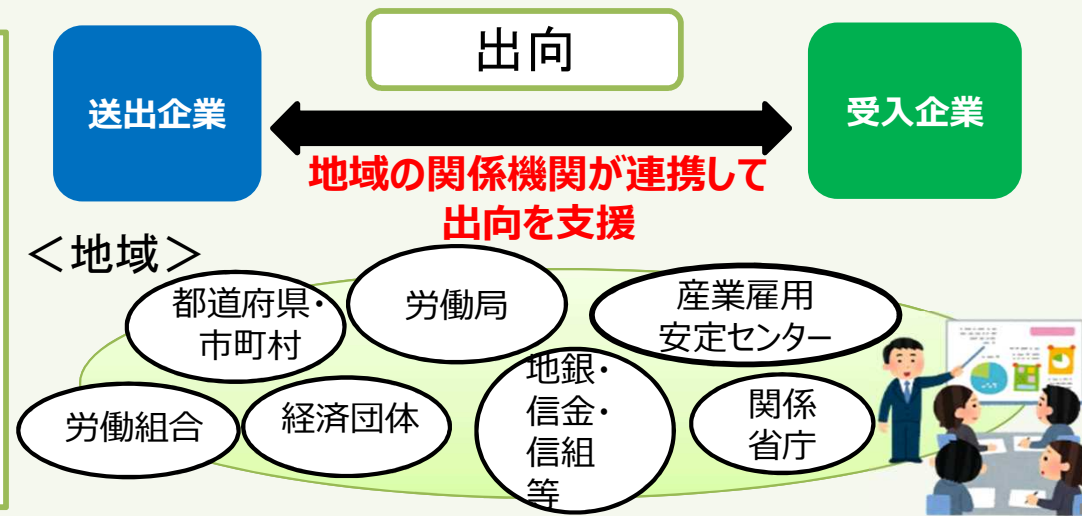 出向
送出企業
受入企業
地域の関係機関が連携して
出向を支援
＜地域＞
都道府県・
市町村
労働局
産業雇用
安定センター
労働組合
経済団体
地銀・
信金・
信組
等
関係
省庁